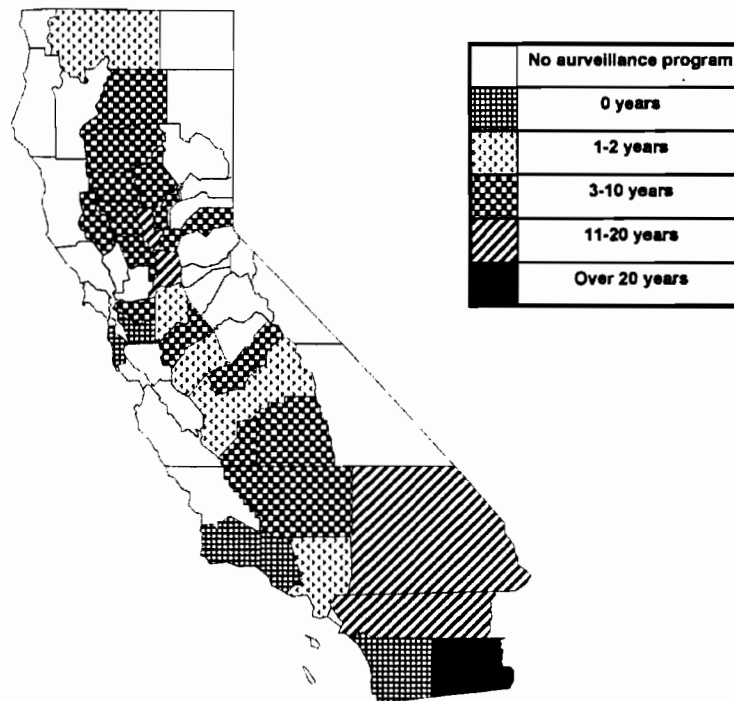 No aurveillance program
0 years
1-2 years
3-10 years
11-20 years
Over 20 years